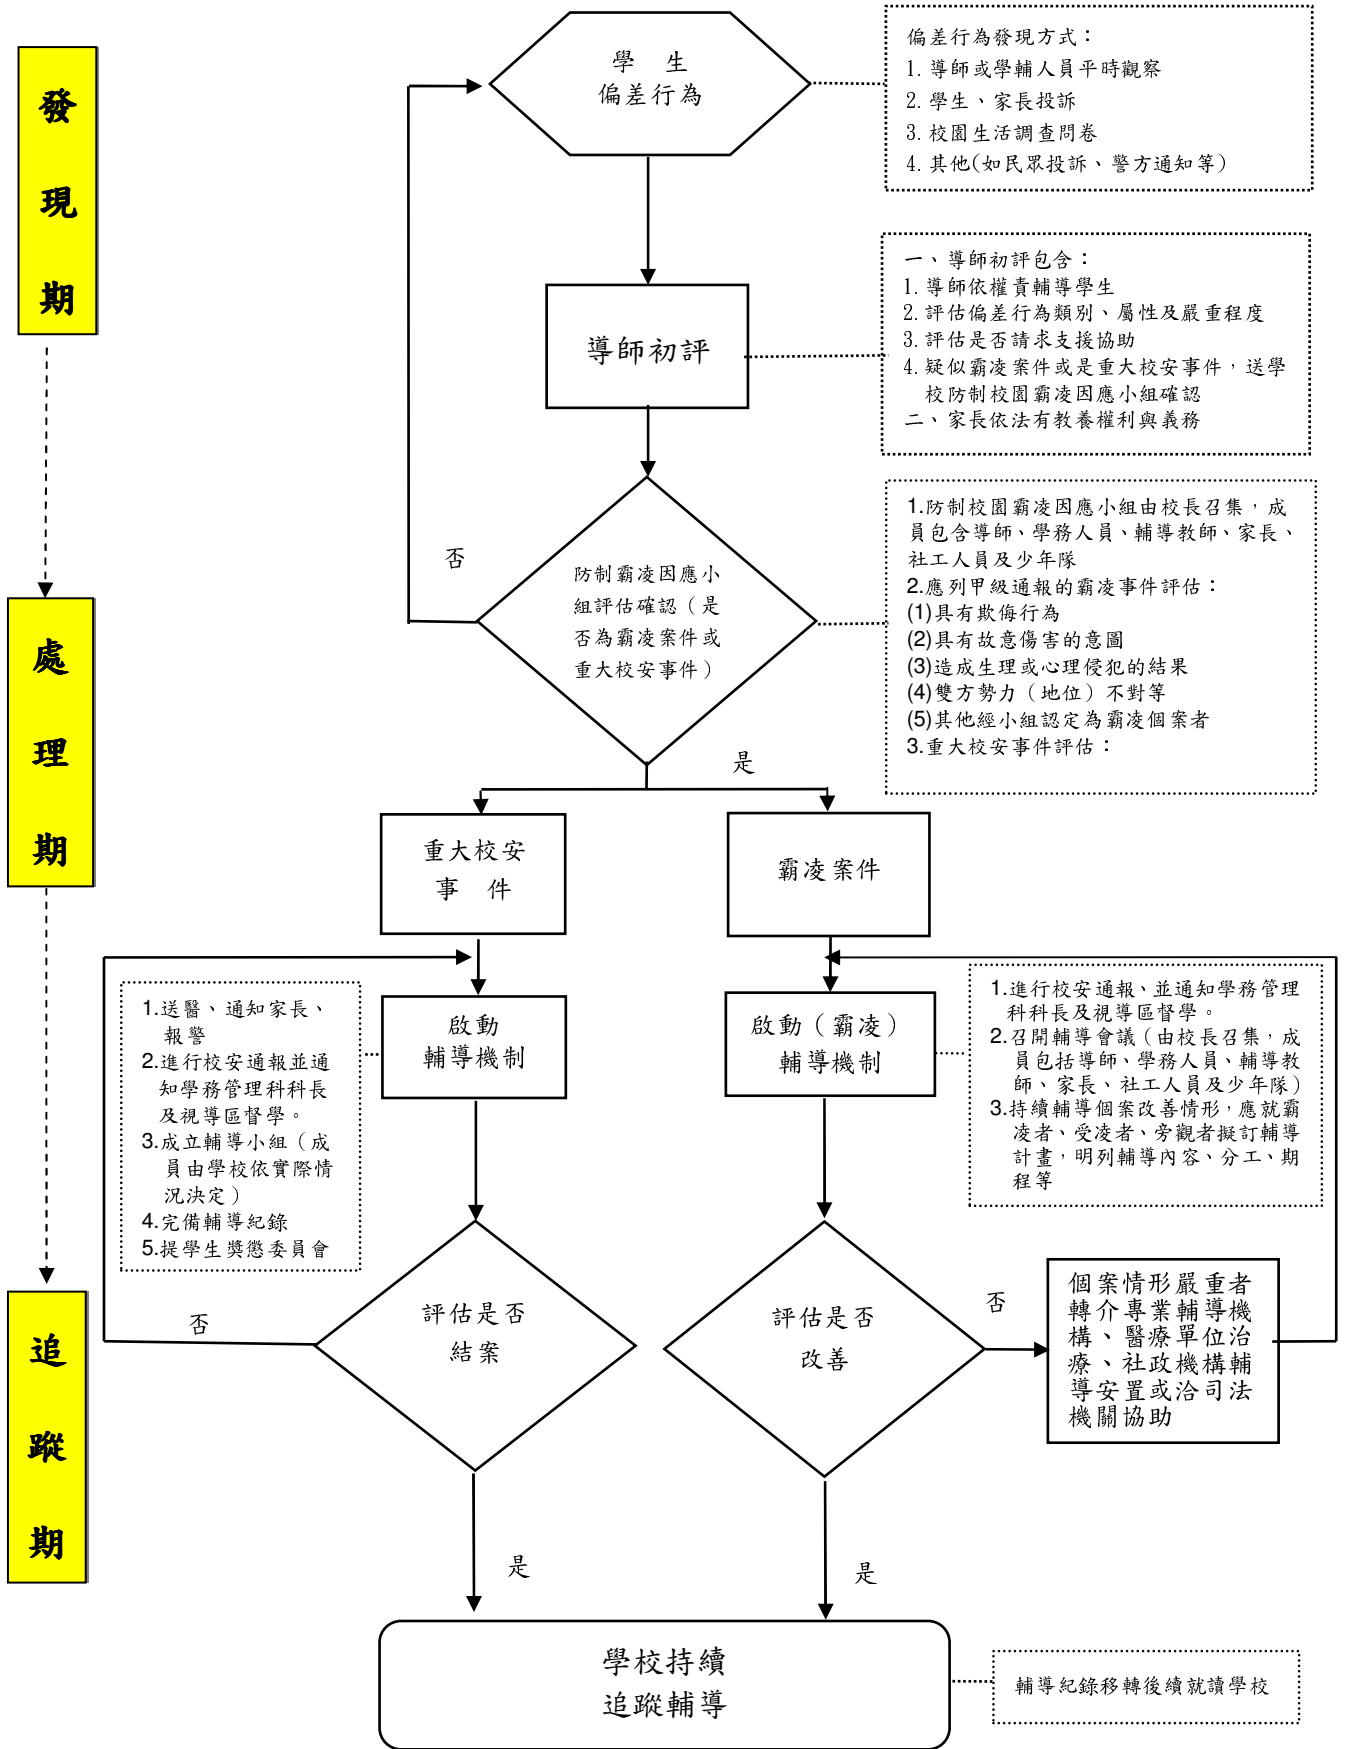 發
現
期
處
理
期
追
蹤
期
學 生
偏差行為
偏差行為發現方式：
1. 導師或學輔人員平時觀察
2. 學生、家長投訴
3. 校園生活調查問卷
4. 其他(如民眾投訴、警方通知等)
導師初評
一、導師初評包含：
1. 導師依權責輔導學生
2. 評估偏差行為類別、屬性及嚴重程度
3. 評估是否請求支援協助
4. 疑似霸凌案件或是重大校安事件，送學
校防制校園霸凌因應小組確認
二、家長依法有教養權利與義務
否
防制霸凌因應小
組評估確認（是
否為霸凌案件或
重大校安事件）
是
1.防制校園霸凌因應小組由校長召集，成
員包含導師、學務人員、輔導教師、家長、
社工人員及少年隊
2.應列甲級通報的霸凌事件評估：
(1)具有欺侮行為
(2)具有故意傷害的意圖
(3)造成生理或心理侵犯的結果
(4)雙方勢力（地位）不對等
(5)其他經小組認定為霸凌個案者
3.重大校安事件評估：
重大校安
事 件
霸凌案件
1.送醫、通知家長、
報警
2.進行校安通報並通
知學務管理科科長
及視導區督學。
3.成立輔導小組（成
員由學校依實際情
況決定）
4.完備輔導紀錄
5.提學生獎懲委員會
啟動
輔導機制
啟動（霸凌）
輔導機制
1.進行校安通報、並通知學務管理
科科長及視導區督學。
2.召開輔導會議（由校長召集，成
員包括導師、學務人員、輔導教
師、家長、社工人員及少年隊）
3.持續輔導個案改善情形，應就霸
凌者、受凌者、旁觀者擬訂輔導
計畫，明列輔導內容、分工、期
程等
否
評估是否
結案
評估是否
改善
否
個案情形嚴重者
轉介專業輔導機
構、醫療單位治
療、社政機構輔
導安置或洽司法
機關協助
是
是
學校持續
追蹤輔導
輔導紀錄移轉後續就讀學校